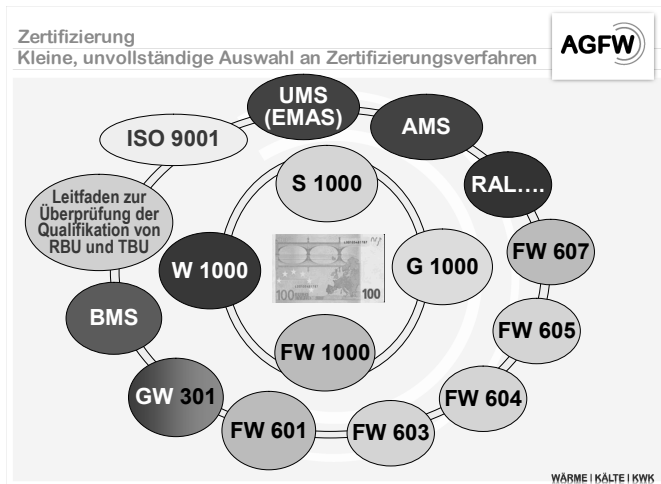 Zertifizierung
Kleine, unvollständige Auswahl an Zertifizierungsverfahren
AGFW
UMS
(EMAS)
AMS
ISO 9001
RAL....
S 1000
Leitfaden zur
Überprüfung der
Qualifikation von
RBU und TBU
FW 607
W 1000
G 1000
100
100
BMS
FW 605
FW 1000
GW 301
FW 604
FW 601
FW 603
WÄRME | KÄLTE | KWK